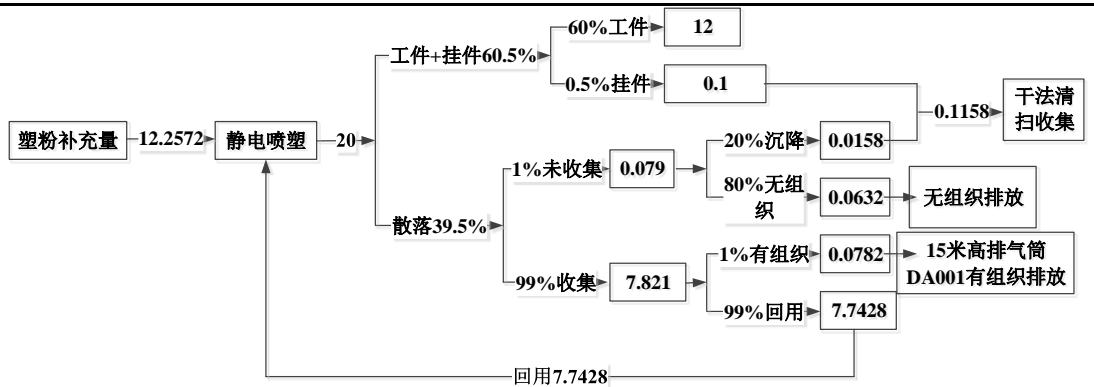 60%工件
12
工件+挂件60.5%
0.5%挂件
0.1
干法清
扫收集
0.1158
塑粉补充量
12.2572
静电喷塑
20
20%沉降
0.0158
1%未收集
0.079
80%无组
织
0.0632
无组织排放
散落39.5%
1%有组织
0.0782
15米高排气筒
DA001有组织排放
99%收集
7.821
99%回用
7.7428
回用7.7428